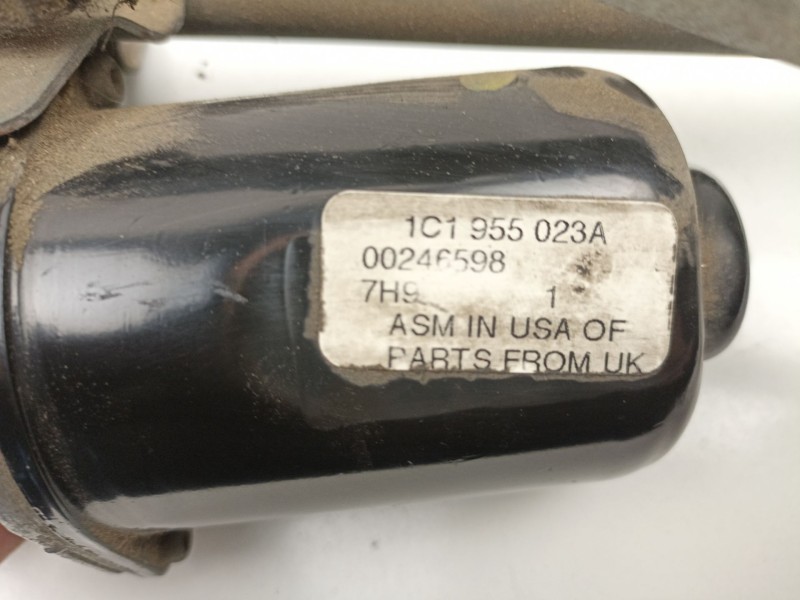 1C1 955 023A
00246598
7H9 1
ASM IN USA OF
PARTS FROM UK